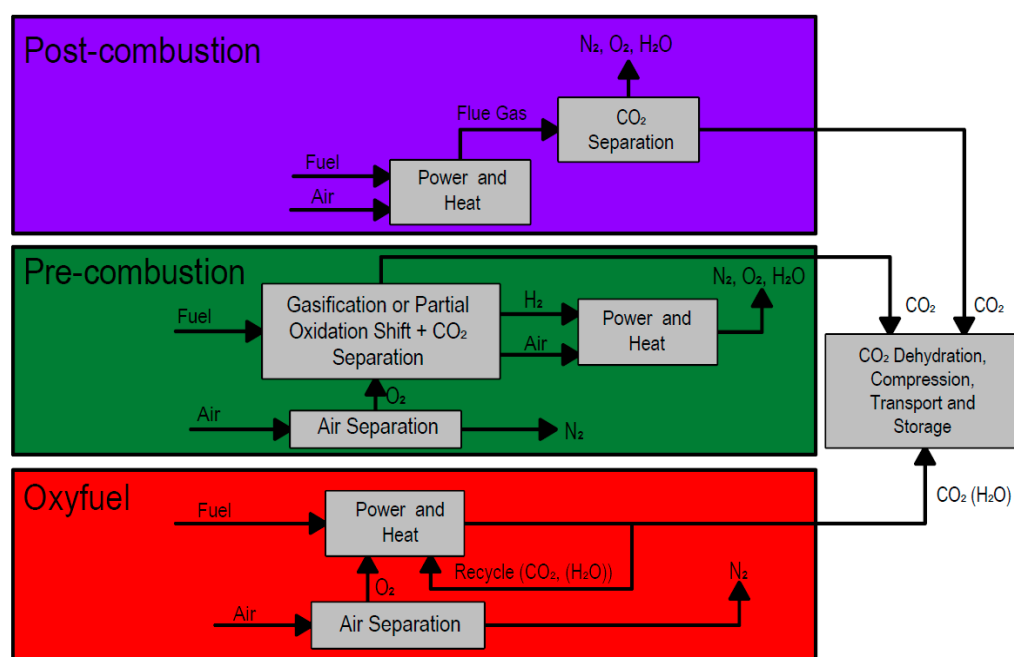 Post-combustion
N₂, O₂, H₂O
Flue Gas
CO₂
Separation
Fuel
Air
Power and
Heat
Pre-combustion
N₂, O₂, H₂O
Fuel
Gasification or Partial
Oxidation Shift + CO₂
Separation
H₂
Air
Power and
Heat
O₂
Air
Air Separation
N₂
CO₂
CO₂
CO₂ Dehydration,
Compression,
Transport and
Storage
CO₂ (H₂O)
Oxyfuel
Fuel
Power and
Heat
Recycle (CO₂, (H₂O))
O₂
N₂
Air
Air Separation